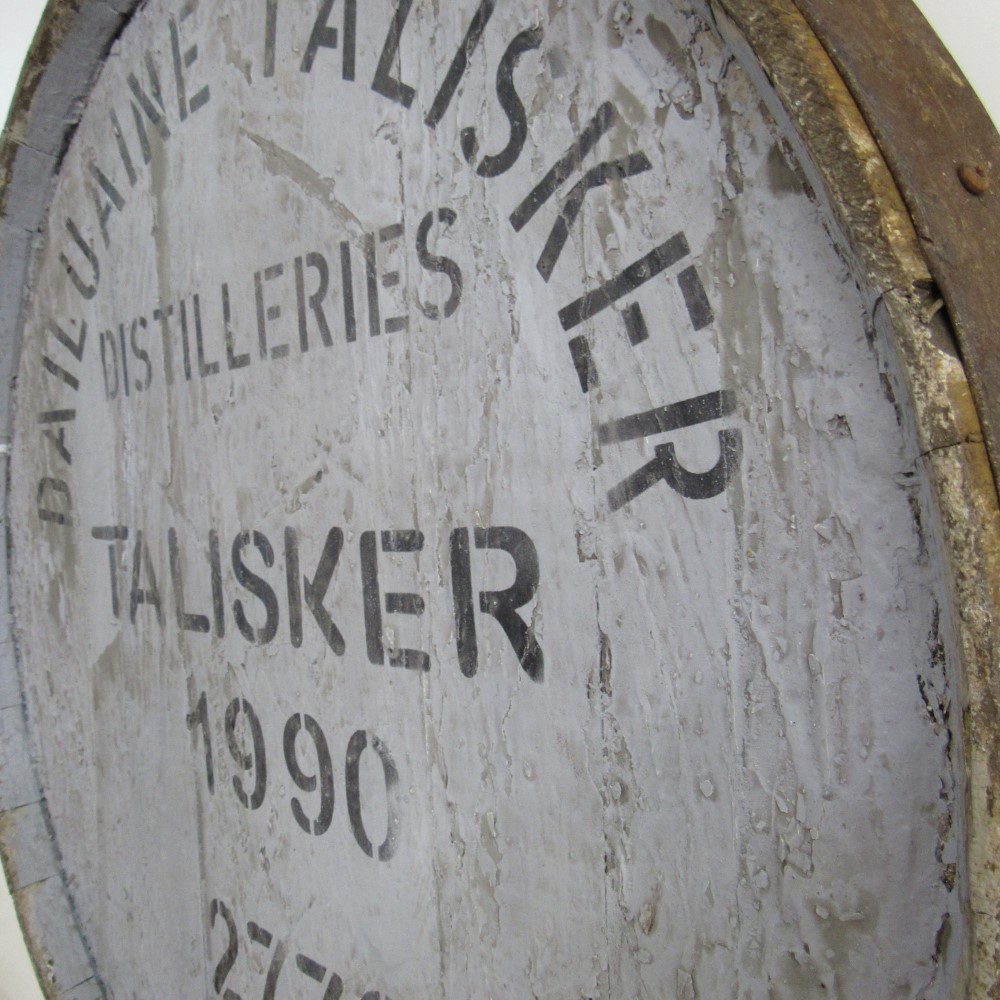 DAILUAINE TALISKER
DISTILLERIES
TALISKER
1990